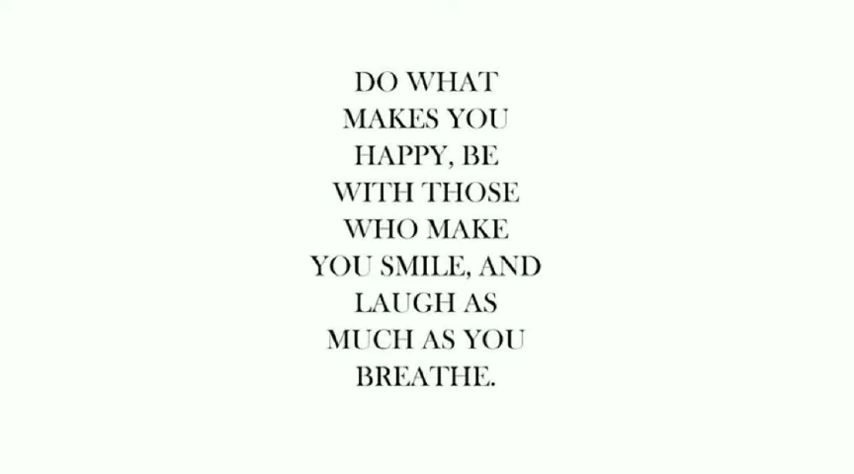 DO WHAT
MAKES YOU
HAPPY, BE
WITH THOSE
WHO MAKE
YOU SMILE, AND
LAUGH AS
MUCH AS YOU
BREATHE.